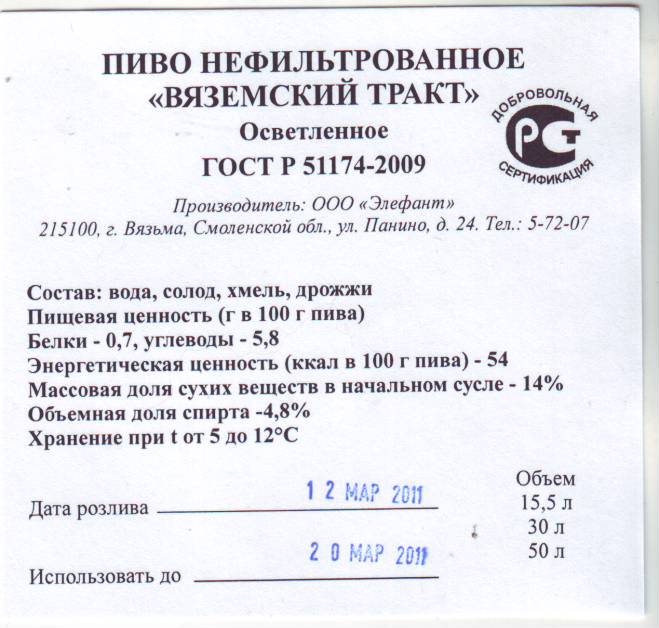 ПИВО НЕФИЛЬТРОВАННОЕ
«ВЯЗЕМСКИЙ ТРАКТ»
Осветленное
ГОСТ Р 51174-2009
ДОБРОВОЛЬНАЯ
РСТ
СЕРТИФИКАЦИЯ
Производитель: ООО «Элефант»
215100, г. Вязьма, Смоленской обл., ул. Панино, д. 24. Тел.: 5-72-07
Состав: вода, солод, хмель, дрожжи
Пищевая ценность (г в 100 г пива)
Белки - 0,7, углеводы - 5,8
Энергетическая ценность (ккал в 100 г пива) - 54
Массовая доля сухих веществ в начальном сусле - 14%
Объемная доля спирта -4,8%
Хранение при t от 5 до 12°С
Дата розлива 12 МАР 2011
Использовать до 20 МАР 2011
Объем
15,5 л
30 л
50 л